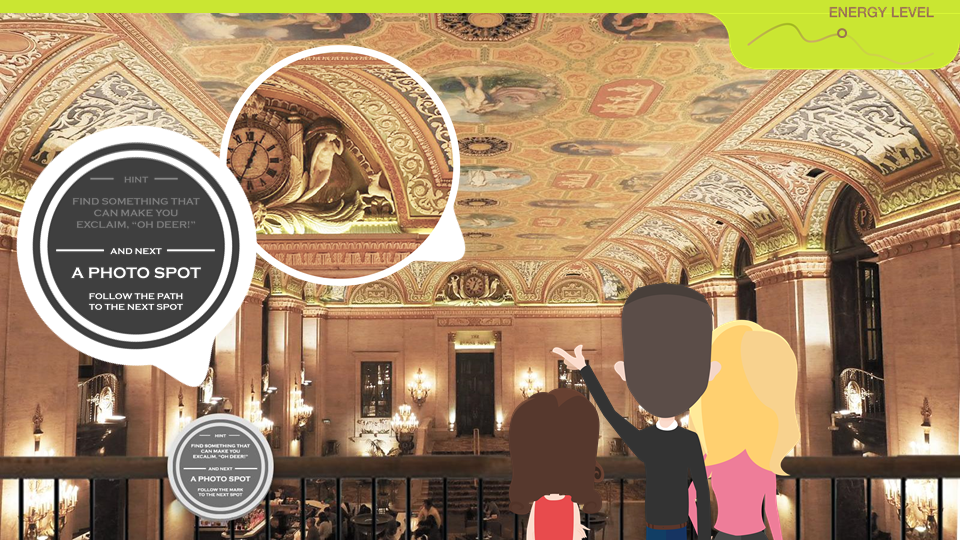 ENERGY LEVEL
HINT
FIND SOMETHING THAT
CAN MAKE YOU
EXCLAIM, “OH DEER!”
AND NEXT
A PHOTO SPOT
FOLLOW THE PATH
TO THE NEXT SPOT
HINT
FIND SOMETHING THAT
CAN MAKE YOU
EXCALIM, “OH DEER!”
AND NEXT
A PHOTO SPOT
FOLLOW THE MARK
TO THE NEXT SPOT